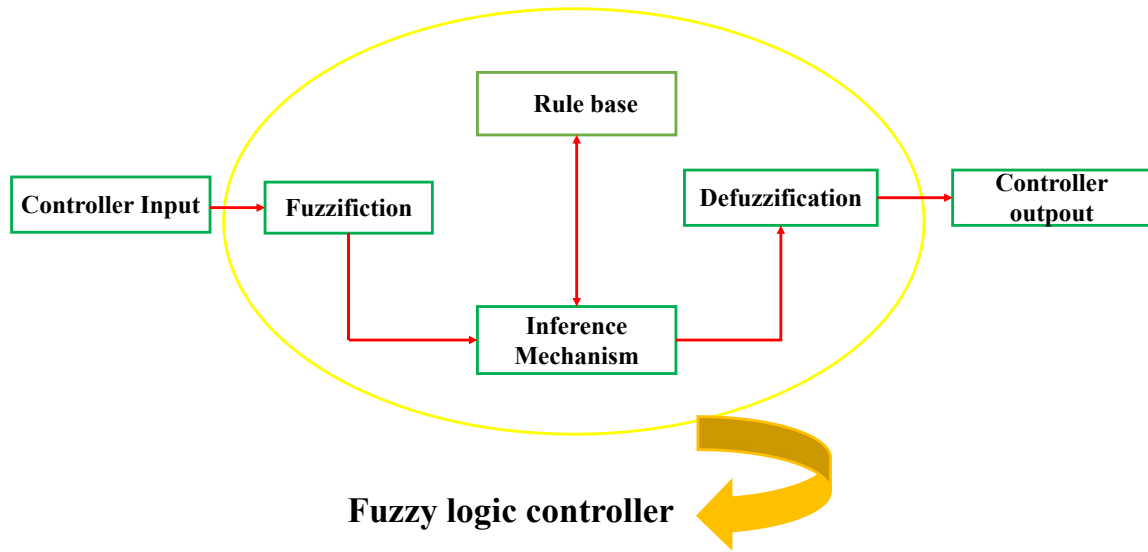 Rule base
Controller Input
Fuzzifiction
Defuzzification
Controller
outpout
Inference
Mechanism
Fuzzy logic controller